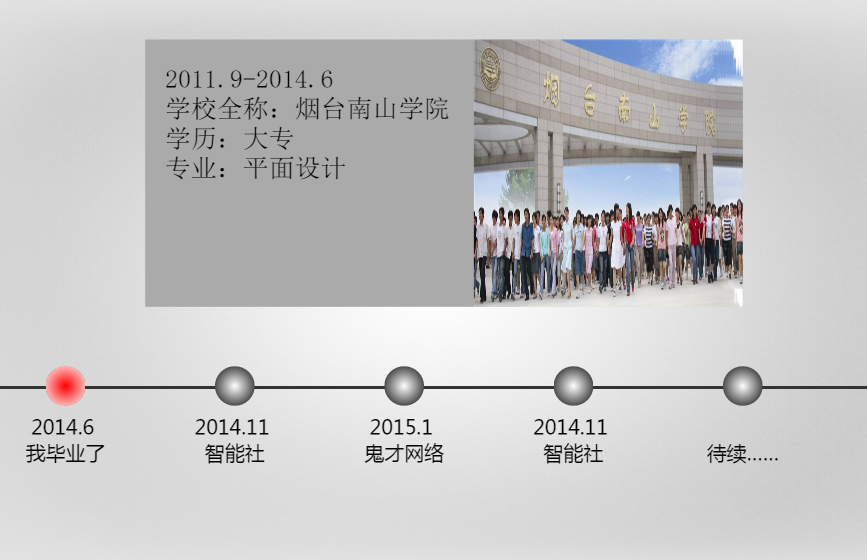 2011.9-2014.6
学校全称：烟台南山学院
学历：大专
专业：平面设计
烟台南山学院
2014.6
我毕业了
2014.11
智能社
2015.1
鬼才网络
2014.11
智能社
待续......